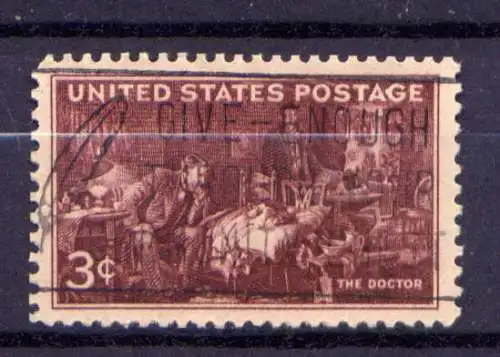 UNITED STATES POSTAGE
GIVE-ENOUGH
3¢
THE DOCTOR